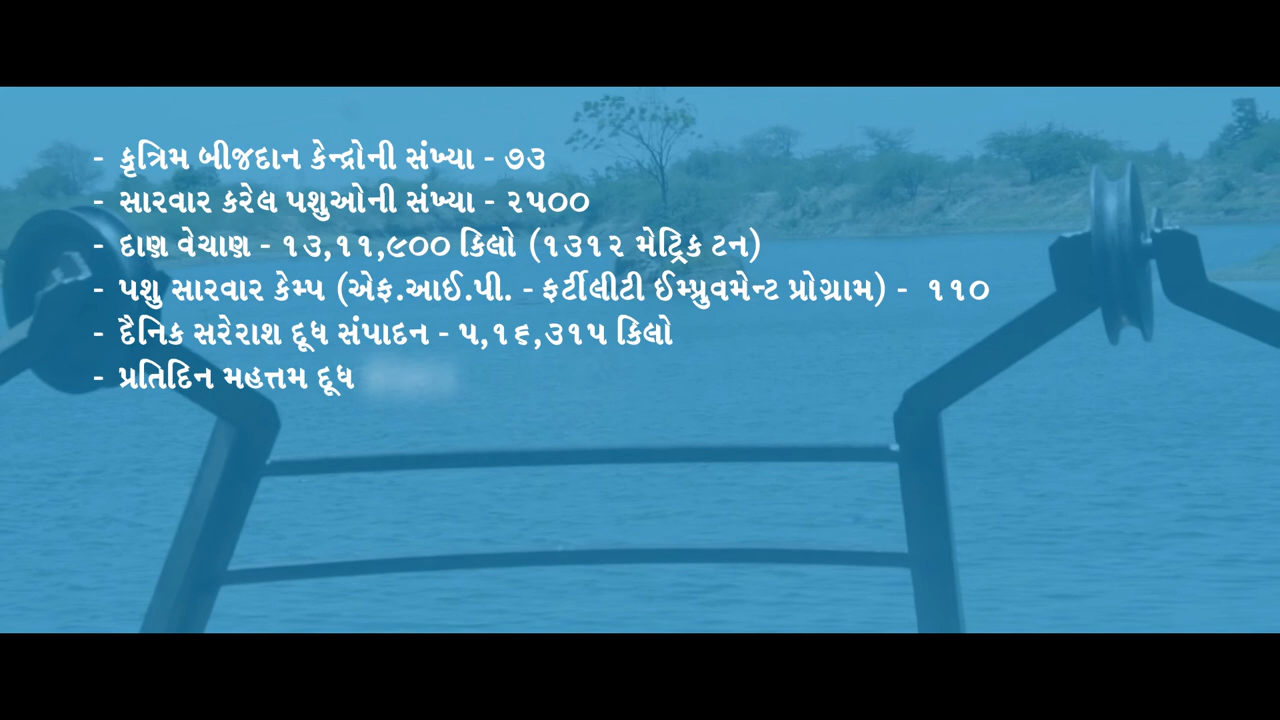 - કૃત્રિમ બીજદાન કેન્દ્રોની સંખ્યા - ૭૩
- સારવાર કરેલ પશુઓની સંખ્યા - ૨૫૦૦
- દાણ વેચાણ - ૧૩,૧૧,૯૦૦ કિલો (૧૩૧૨ મેટ્રિક ટન)
- પશુ સારવાર કેમ્પ (એફ.આઈ.પી. - ફર્ટીલીટી ઈમ્પ્રુવમેન્ટ પ્રોગ્રામ) - ૧૧૦
- દૈનિક સરેરાશ દૂધ સંપાદન - ૫,૧૬,૩૧૫ કિલો
- પ્રતિદિન મહત્તમ દૂધ